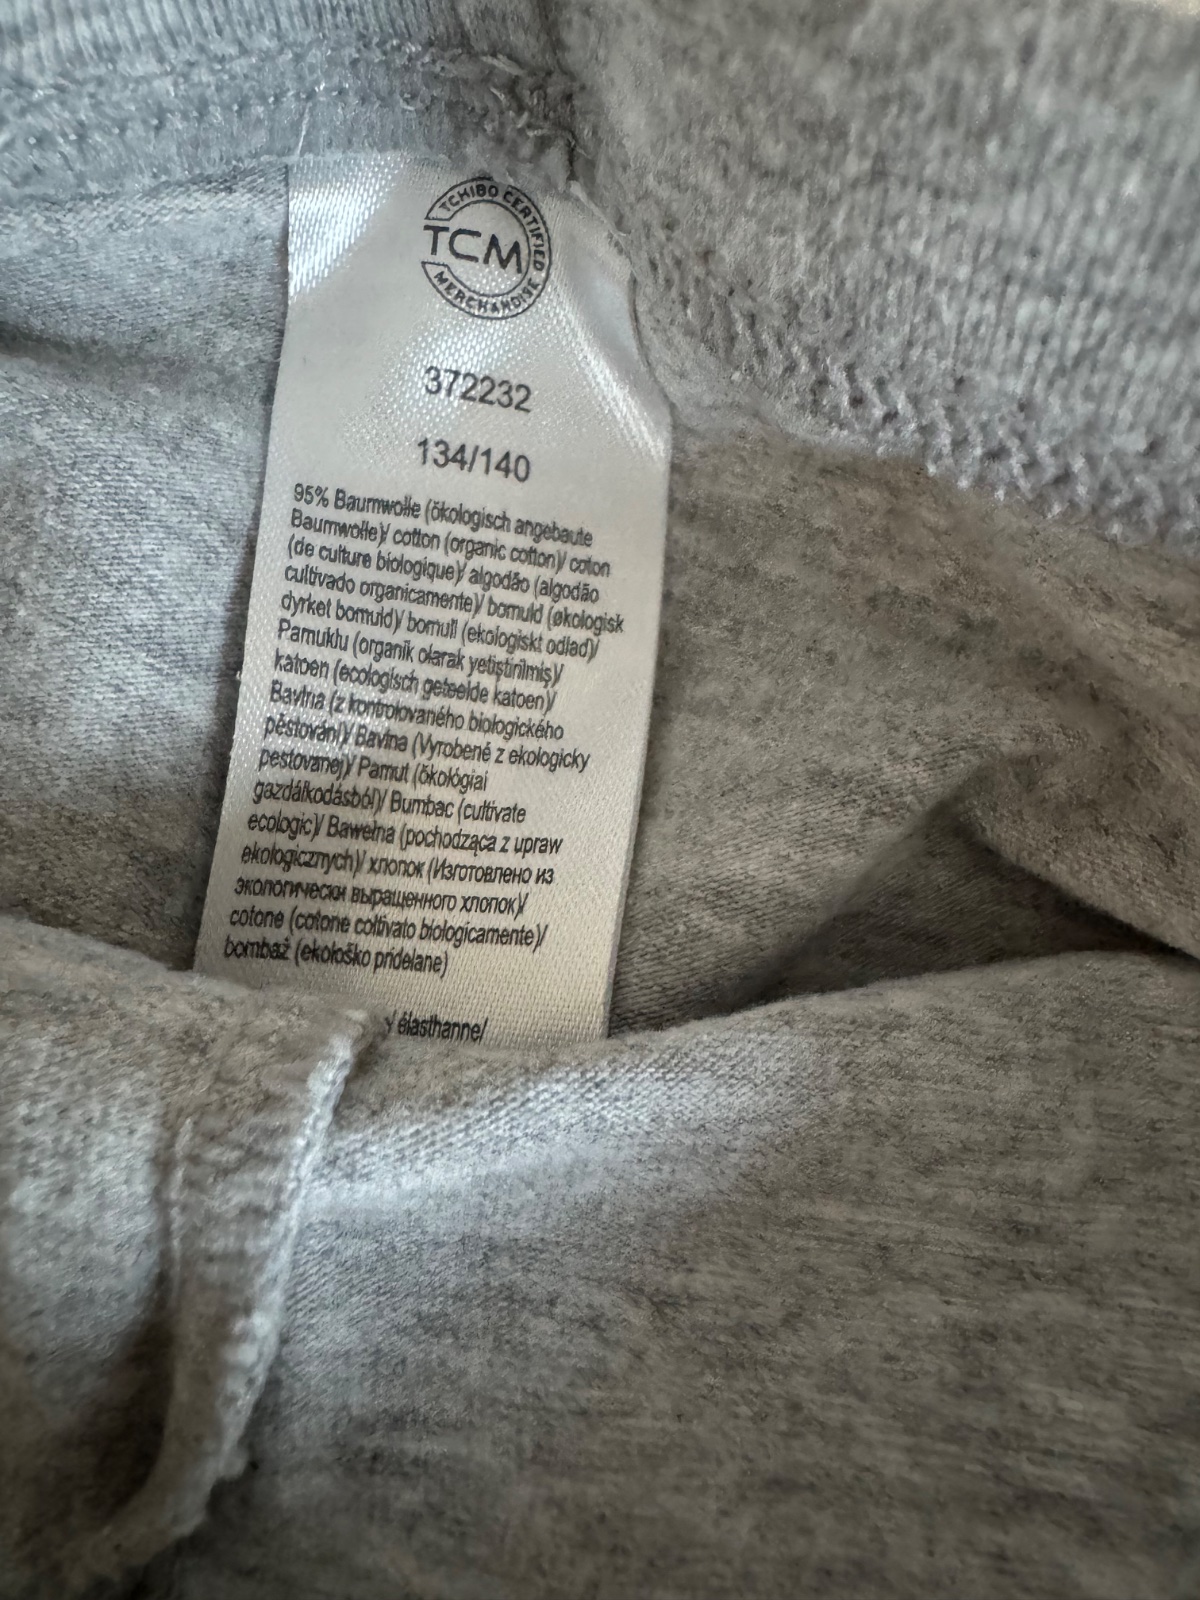 TCHIBO CERTIFIED
TCM
MERCHANDISE
372232
134/140
95% Baumwolle (ökologisch angebaute
Baumwolle)/ cotton (organic cotton)/ coton
(de culture biologique)/ algodão (algodão
cultivado organicamente)/ bomuld (økologisk
dyrket bomuld)/ bomull (ekologiskt odlad)/
Pamuklu (organik olarak yetiştirilmiş)/
katoen (ecologisch geteelde katoen)/
Bavlna (z kontrolovaného biologického
pěstování)/ Bavlna (Vyrobené z ekologicky
pestovanej)/ Pamut (ökológiai
gazdálkodásból)/ Bumbac (cultivate
ecologic)/ Bawełna (pochodząca z upraw
ekologicznych)/ хлопок (Изготовлено из
экологически выращенного хлопок)/
cotone (cotone coltivato biologicamente)/
bombaž (ekološko pridelane)
/ élasthanne/